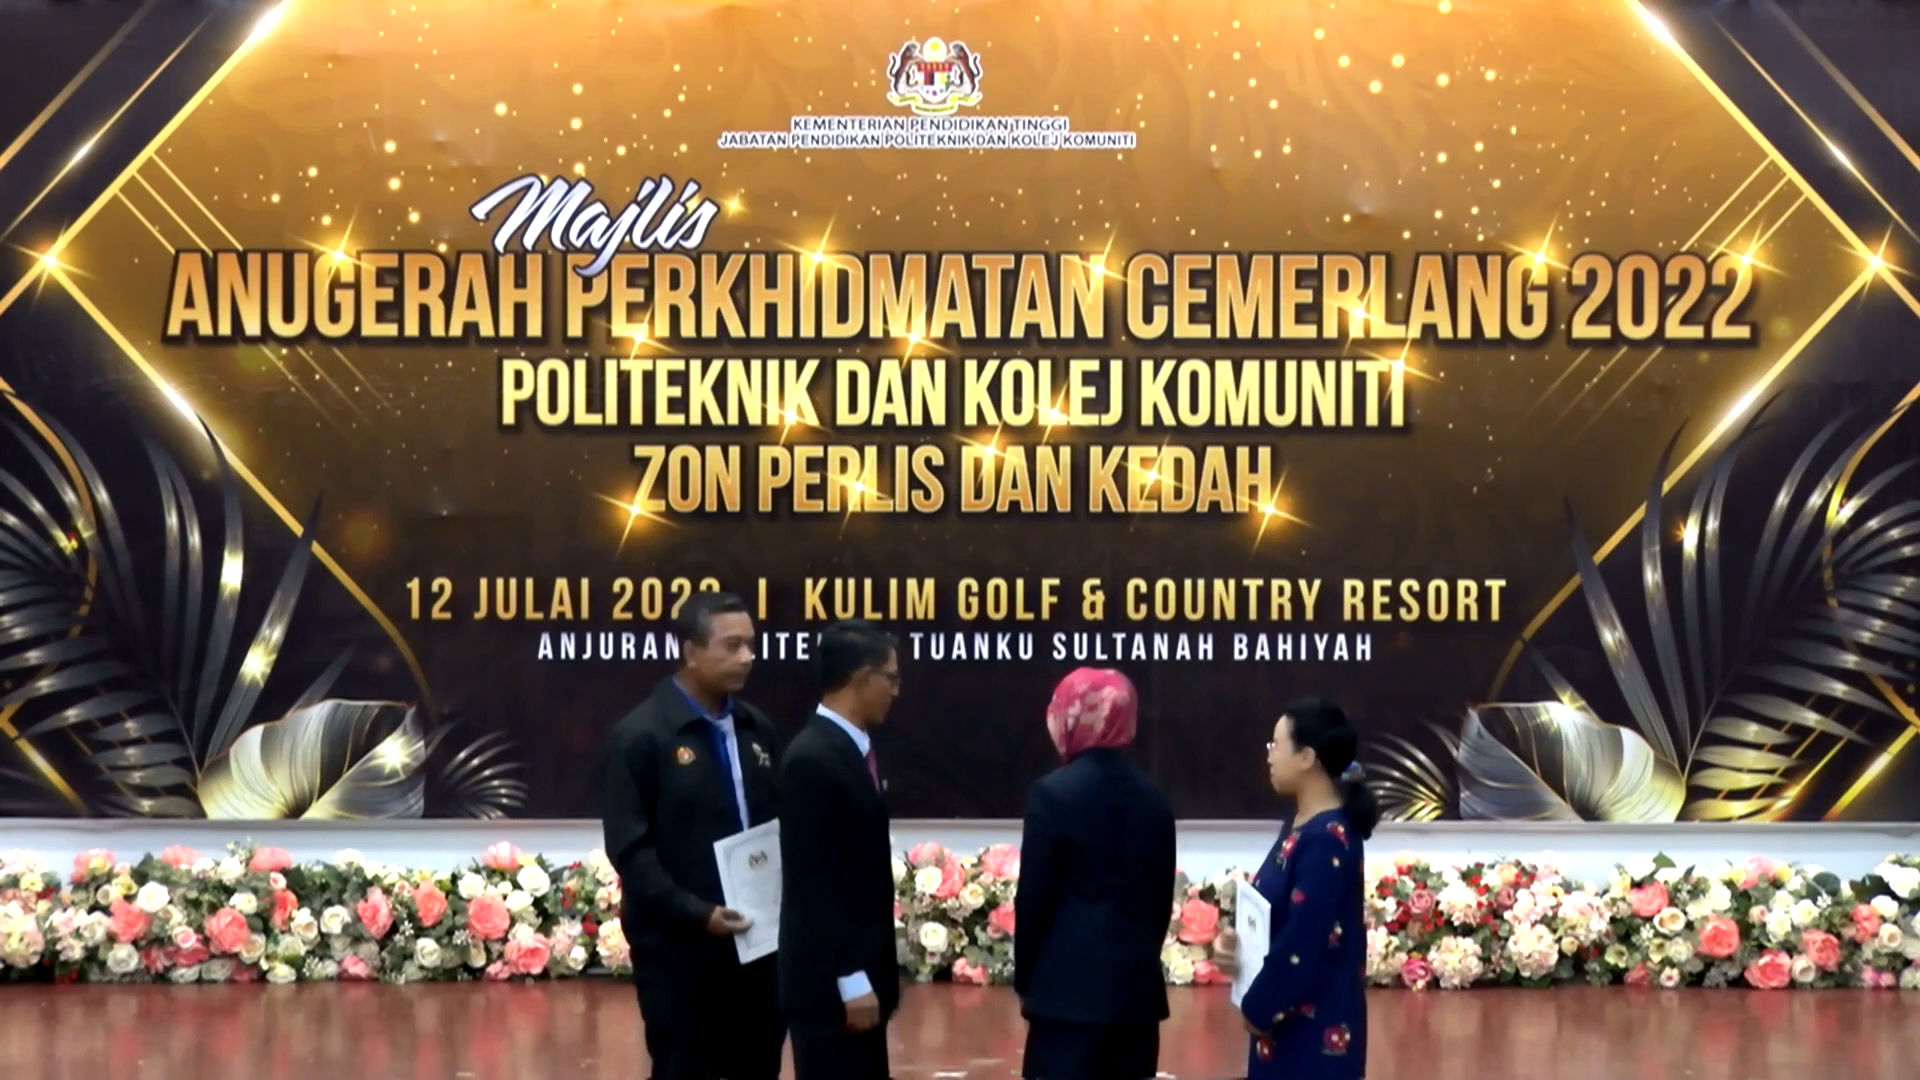 KEMENTERIAN PENDIDIKAN TINGGI
JABATAN PENDIDIKAN POLITEKNIK DAN KOLEJ KOMUNITI
Majlis
ANUGERAH PERKHIDMATAN CEMERLANG 2022
POLITEKNIK DAN KOLEJ KOMUNITI
ZON PERLIS DAN KEDAH
12 JULAI 2023 | KULIM GOLF & COUNTRY RESORT
TUANKU SULTANAH BAHIYAH